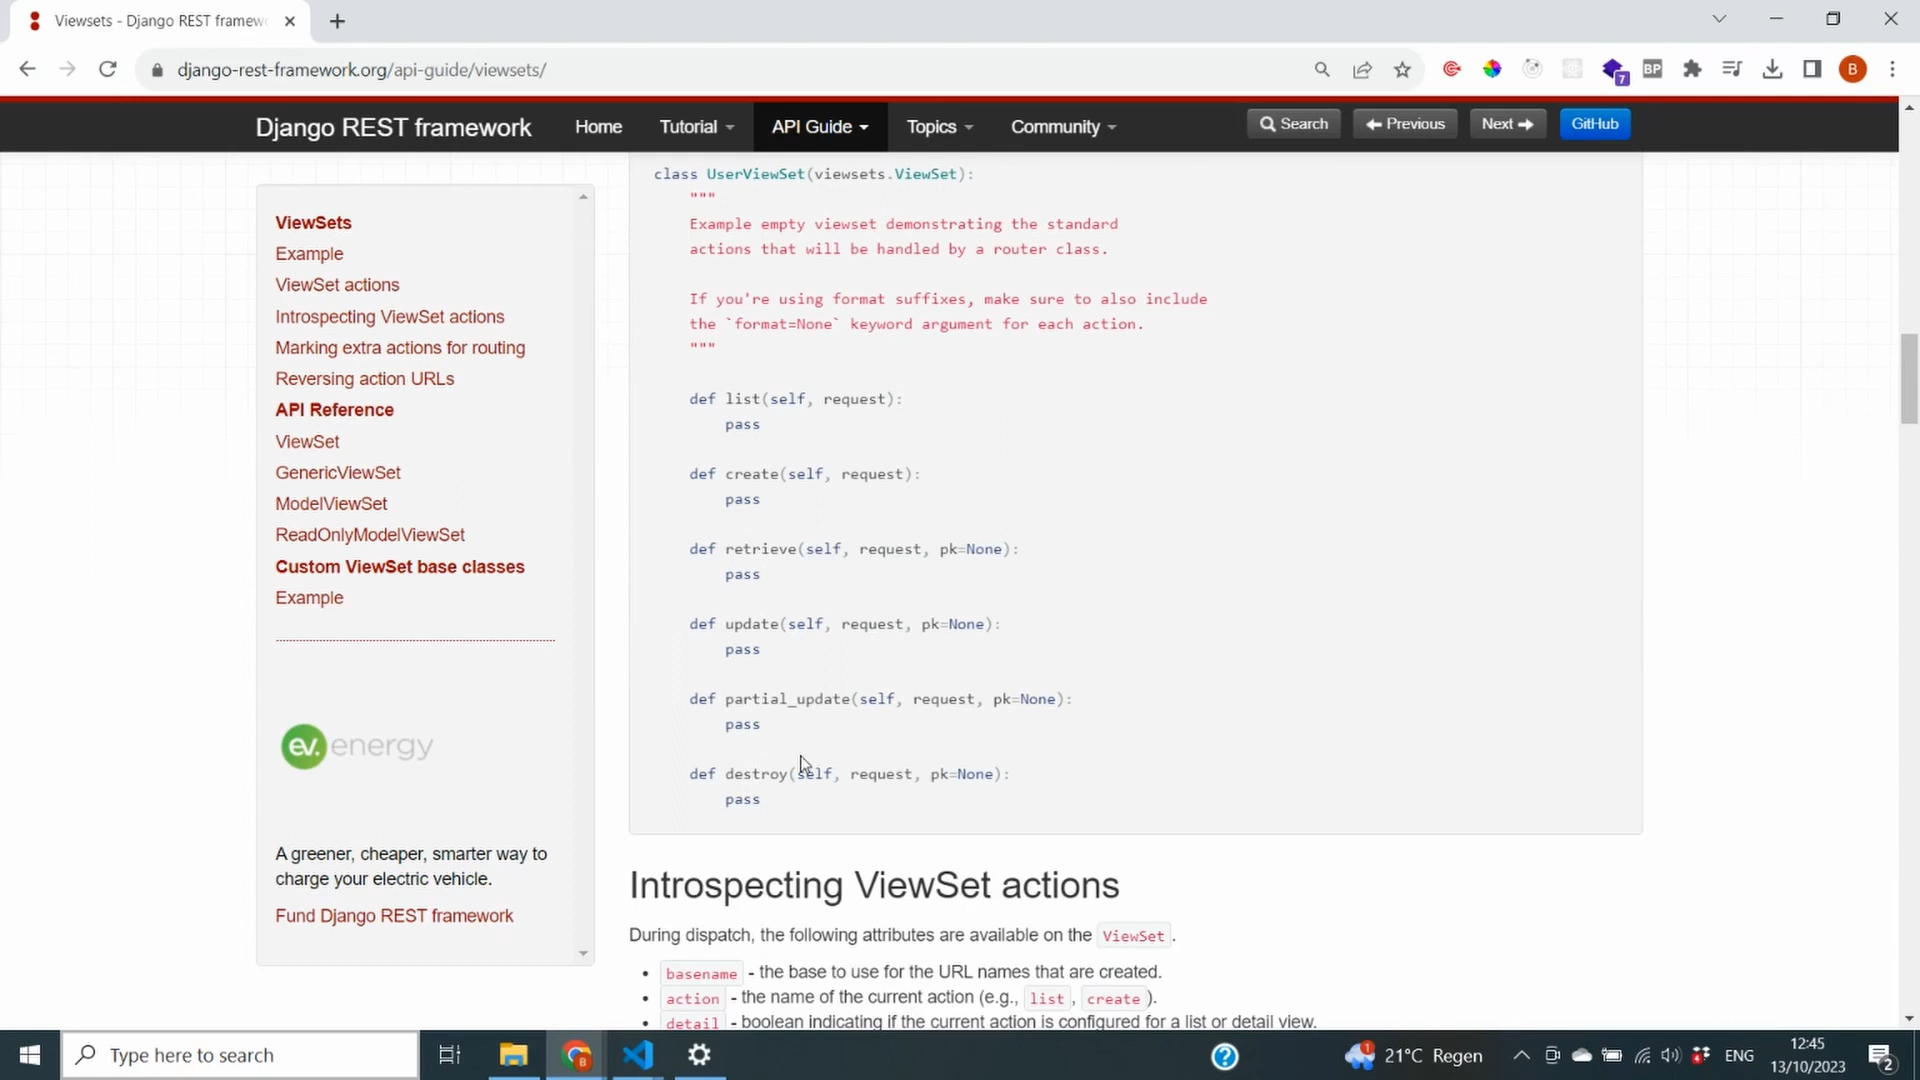 Viewsets - Django REST framew
django-rest-framework.org/api-guide/viewsets/
7
BP
B
Django REST framework
Home
Tutorial
API Guide
Topics
Community
Search
Previous
Next
GitHub
ViewSets
Example
ViewSet actions
Introspecting ViewSet actions
Marking extra actions for routing
Reversing action URLs
API Reference
ViewSet
GenericViewSet
ModelViewSet
ReadOnlyModelViewSet
Custom ViewSet base classes
Example
ev.energy
A greener, cheaper, smarter way to
charge your electric vehicle.
Fund Django REST framework
class UserViewSet(viewsets.ViewSet):
"""
Example empty viewset demonstrating the standard
actions that will be handled by a router class.
If you're using format suffixes, make sure to also include
the `format=None` keyword argument for each action.
"""
def list(self, request):
pass
def create(self, request):
pass
def retrieve(self, request, pk=None):
pass
def update(self, request, pk=None):
pass
def partial_update(self, request, pk=None):
pass
def destroy(self, request, pk=None):
pass
Introspecting ViewSet actions
During dispatch, the following attributes are available on the ViewSet.
• basename - the base to use for the URL names that are created.
• action - the name of the current action (e.g., list, create).
• detail - boolean indicating if the current action is configured for a list or detail view.
Type here to search
B
?
1
21°C Regen
ENG
12:45
13/10/2023
2